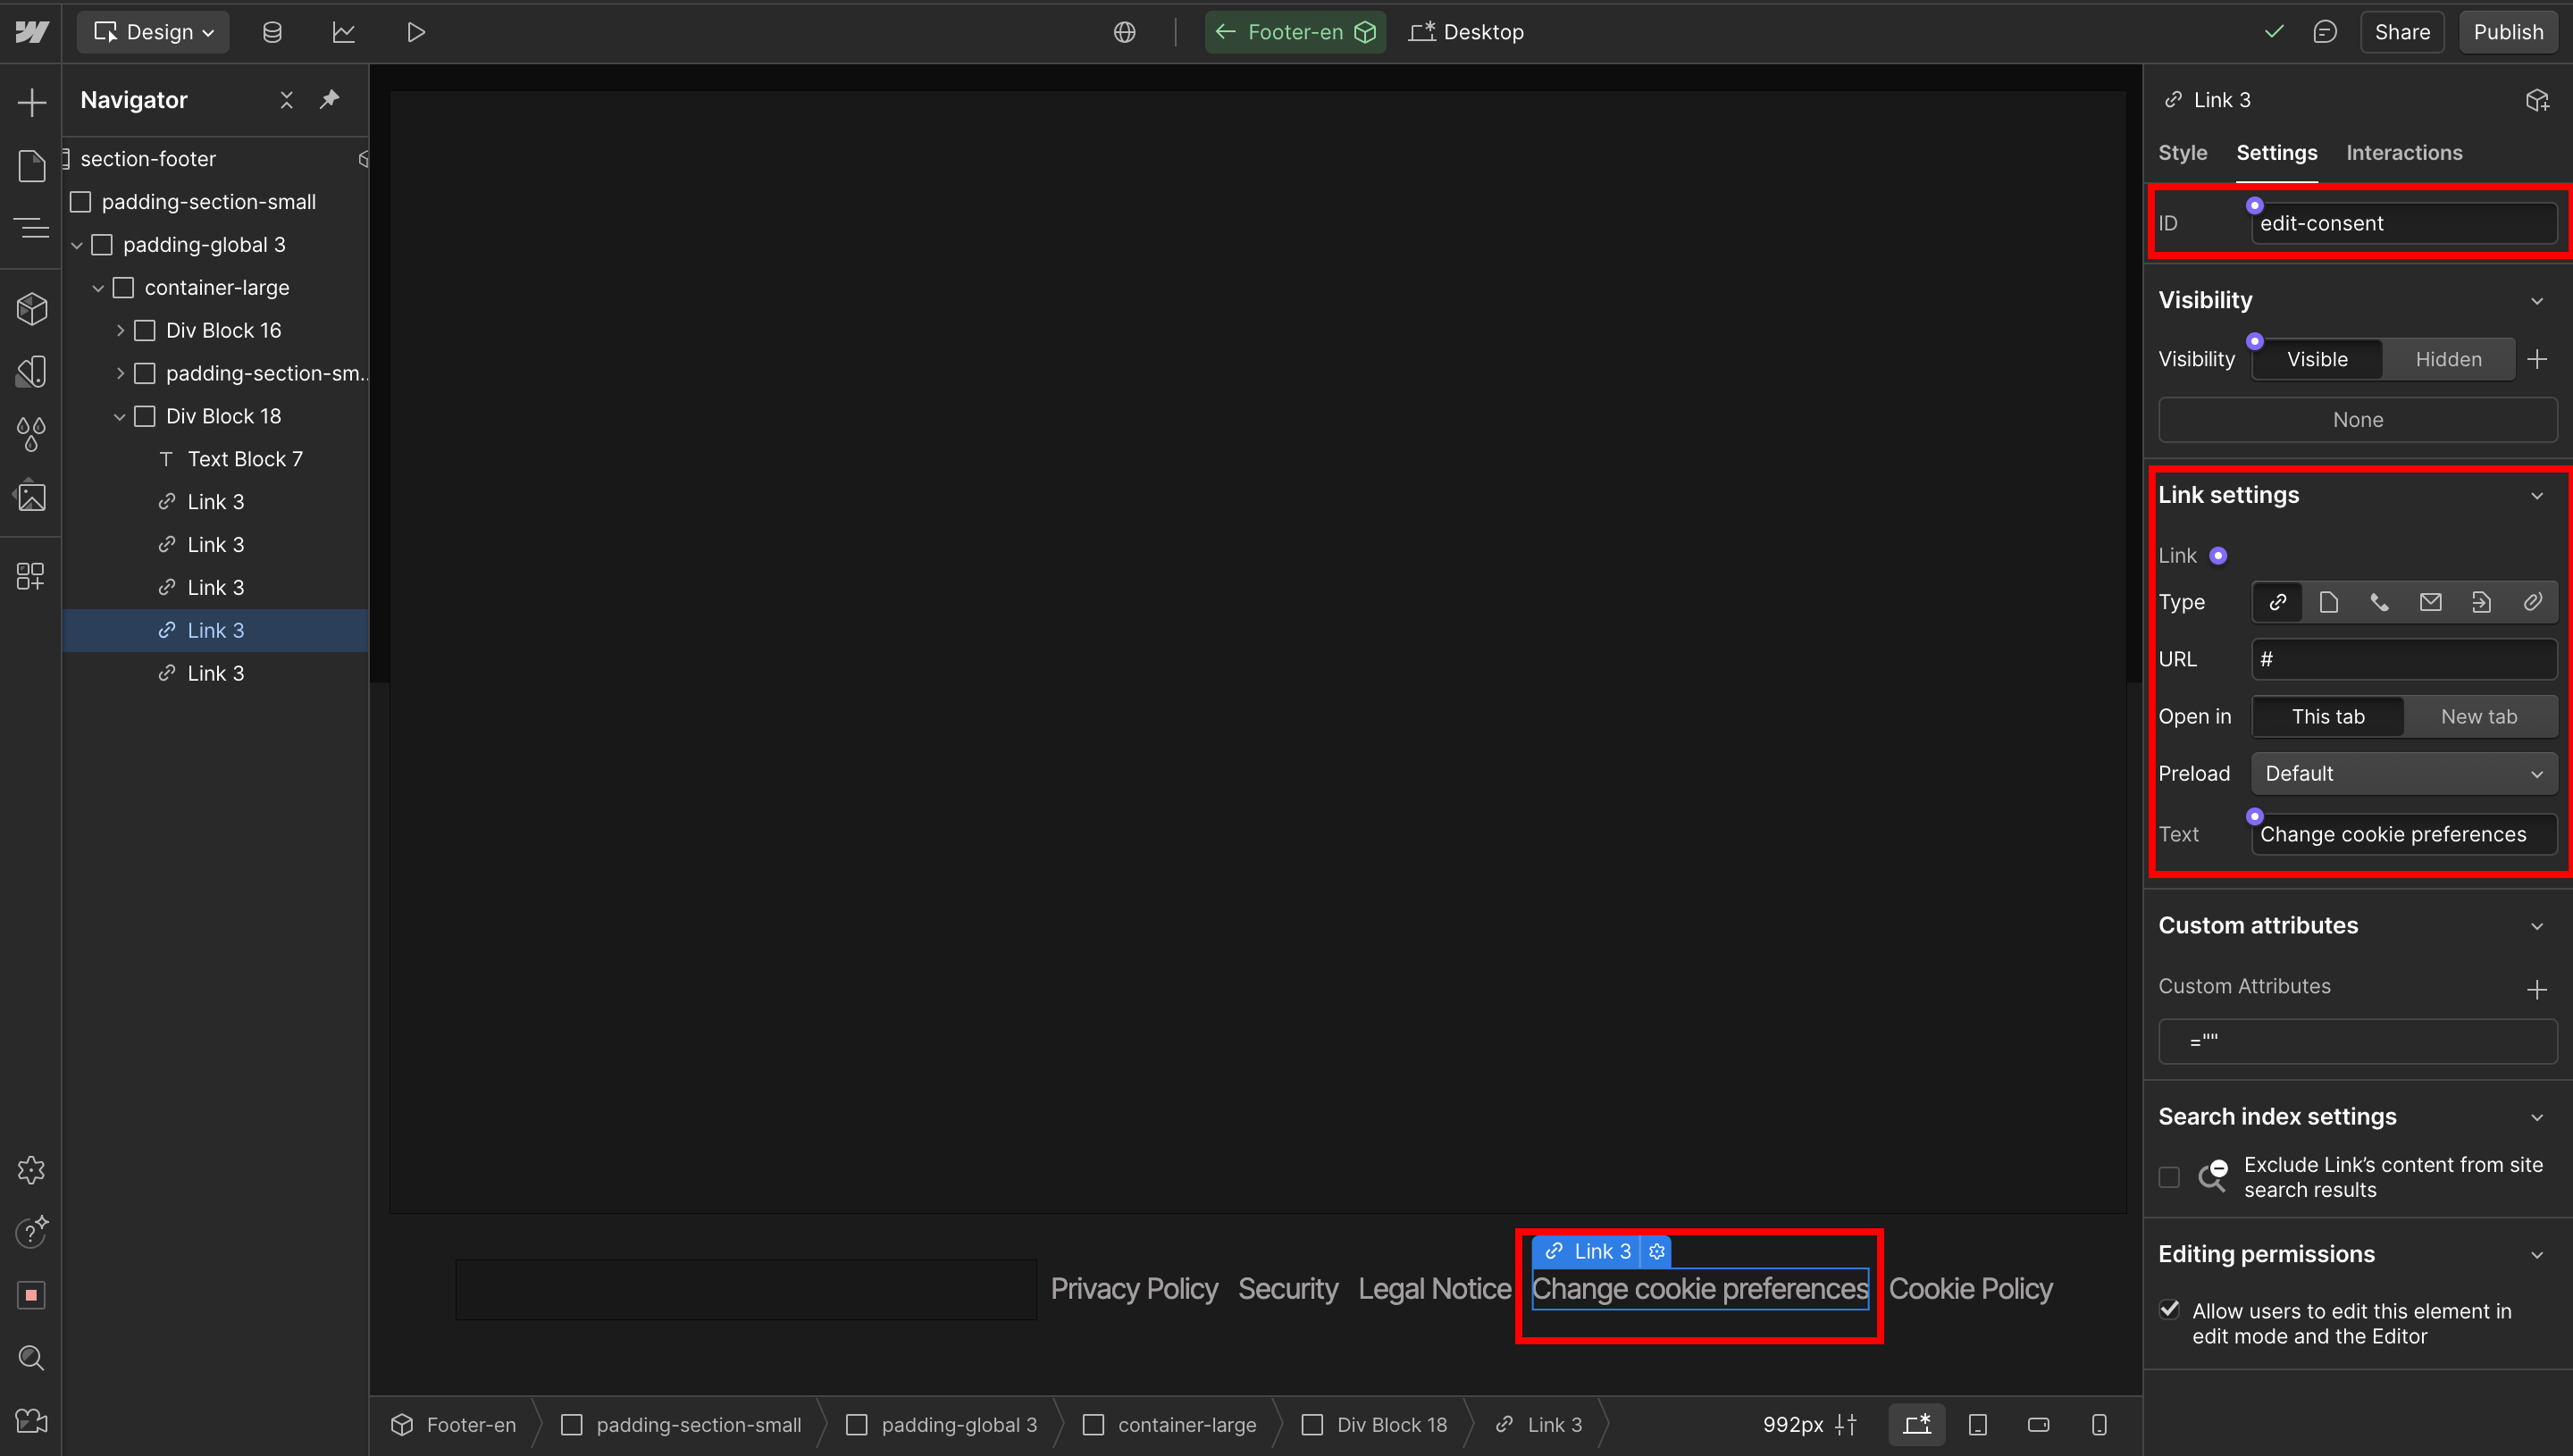 Design
Footer-en
Desktop
Share
Publish
Navigator
section-footer
padding-section-small
padding-global 3
container-large
Div Block 16
padding-section-sm..
Div Block 18
Text Block 7
Link 3
Link 3
Link 3
Link 3
Link 3
Link 3
Privacy Policy Security Legal Notice Change cookie preferences Cookie Policy
Footer-en padding-section-small padding-global 3 container-large Div Block 18 Link 3
992px
Link 3
Style Settings Interactions
ID edit-consent
Visibility
Visibility Visible Hidden
None
Link settings
Link
Type
URL #
Open in This tab New tab
Preload Default
Text Change cookie preferences
Custom attributes
Custom Attributes
=""
Search index settings
Exclude Link’s content from site
search results
Editing permissions
Allow users to edit this element in
edit mode and the Editor